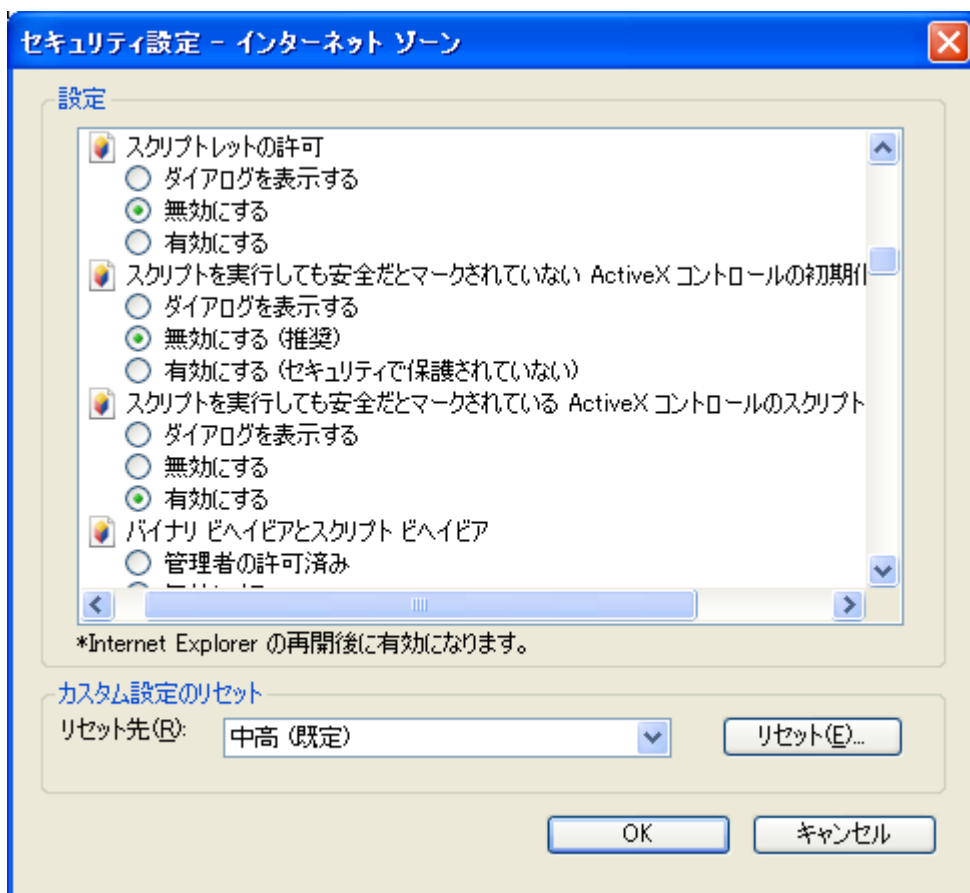 セキュリティ設定 - インターネット ゾーン
設定
スクリプトレットの許可
ダイアログを表示する
無効にする
有効にする
スクリプトを実行しても安全だとマークされていない ActiveX コントロールの初期化
ダイアログを表示する
無効にする (推奨)
有効にする (セキュリティで保護されていない)
スクリプトを実行しても安全だとマークされている ActiveX コントロールのスクリプト
ダイアログを表示する
無効にする
有効にする
バイナリ ビヘイビアとスクリプト ビヘイビア
管理者の許可済み
*Internet Explorer の再開後に有効になります。
カスタム設定のリセット
リセット先(R):
中高 (既定)
リセット(E)...
OK
キャンセル